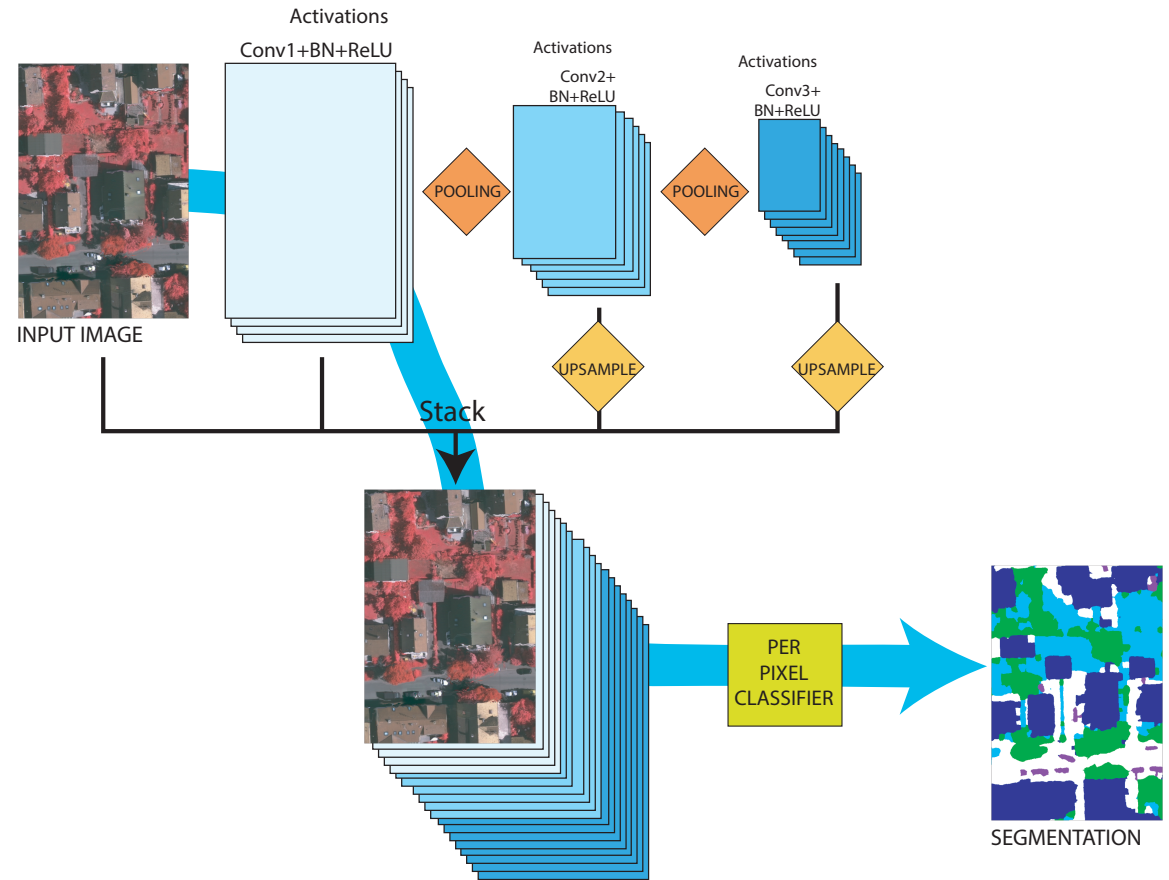 Activations
Conv1+BN+ReLU
Activations
Conv2+
BN+ReLU
Activations
Conv3+
BN+ReLU
POOLING
POOLING
INPUT IMAGE
UPSAMPLE
UPSAMPLE
Stack
PER
PIXEL
CLASSIFIER
SEGMENTATION